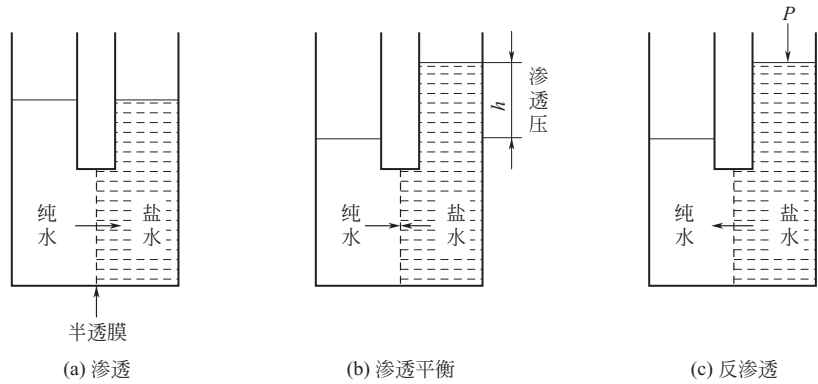 P
渗透压
h
纯水
盐水
纯水
盐水
纯水
盐水
半透膜
(a) 渗透
(b) 渗透平衡
(c) 反渗透